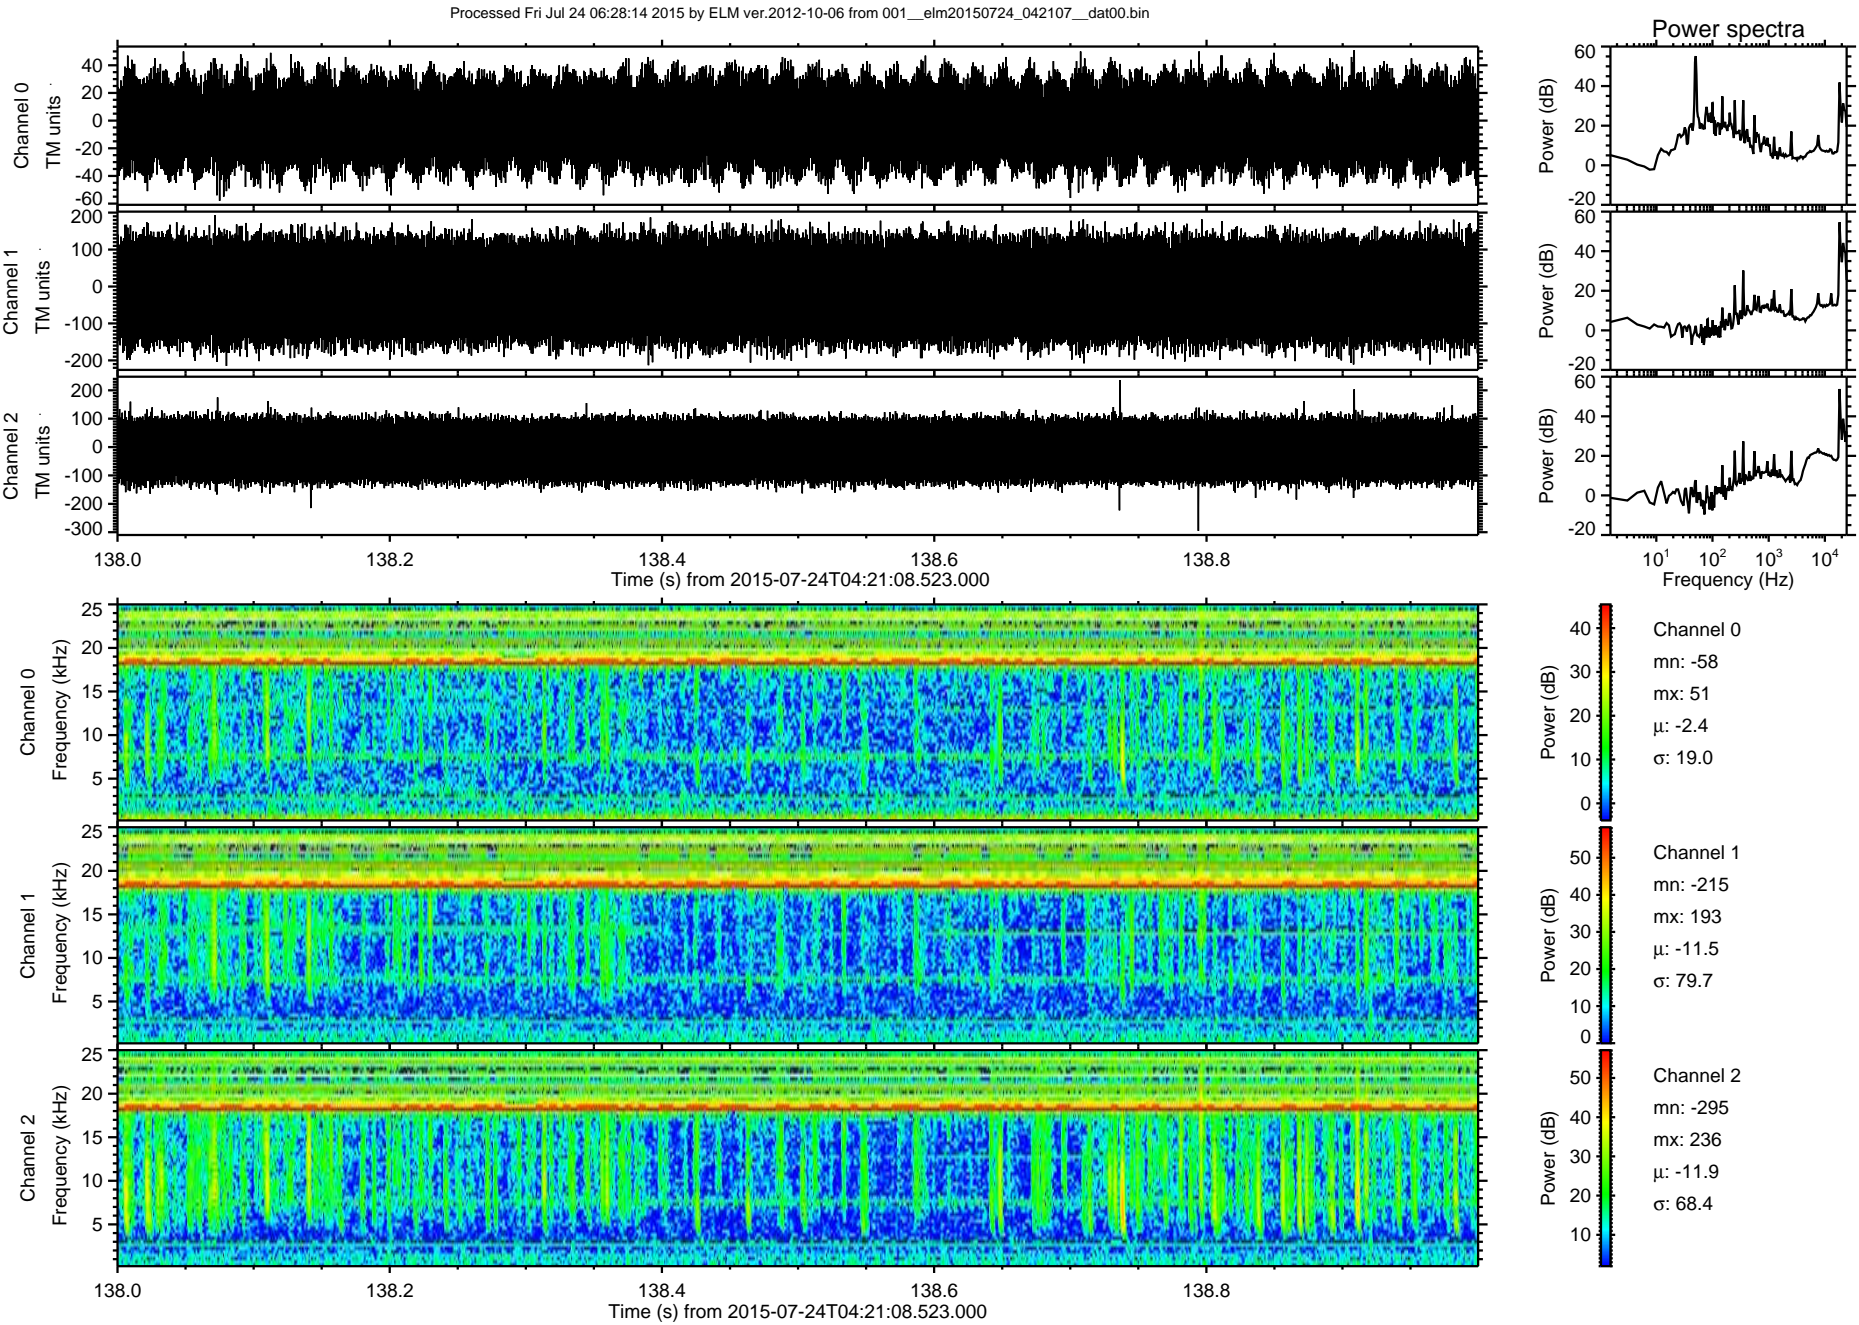 Processed Fri Jul 24 06:28:14 2015 by ELM ver.2012-10-06 from 001__elm20150724_042107__dat00.bin
Power spectra
Channel 0
TM units
40
20
0
-20
-40
-60
Power (dB)
60
40
20
0
-20
Channel 1
TM units
200
100
0
-100
-200
Power (dB)
60
40
20
0
-20
Channel 2
TM units
200
100
0
-100
-200
-300
Power (dB)
60
40
20
0
-20
138.0 138.2 138.4 138.6 138.8
Time (s) from 2015-07-24T04:21:08.523.000
10^1 10^2 10^3 10^4
Frequency (Hz)
Channel 0
Frequency (kHz)
25
20
15
10
5
Power (dB)
40
30
20
10
0
Channel 0
mn: -58
mx: 51
μ: -2.4
σ: 19.0
Channel 1
Frequency (kHz)
25
20
15
10
5
Power (dB)
50
40
30
20
10
0
Channel 1
mn: -215
mx: 193
μ: -11.5
σ: 79.7
Channel 2
Frequency (kHz)
25
20
15
10
5
Power (dB)
50
40
30
20
10
Channel 2
mn: -295
mx: 236
μ: -11.9
σ: 68.4
138.0 138.2 138.4 138.6 138.8
Time (s) from 2015-07-24T04:21:08.523.000